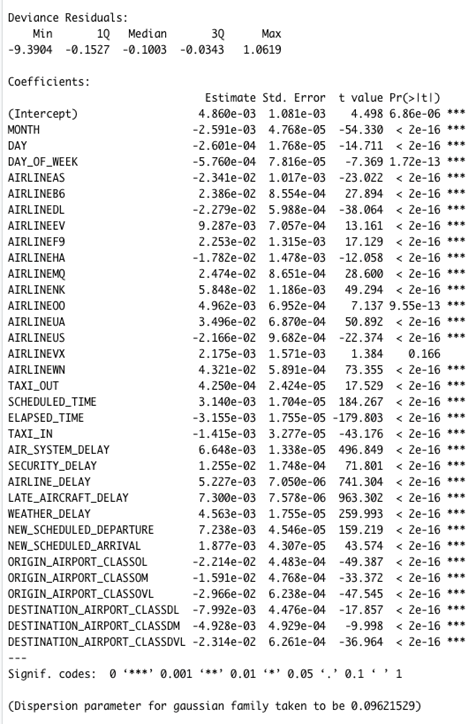 Deviance Residuals:
    Min       1Q   Median       3Q      Max
-9.3904  -0.1527  -0.1003  -0.0343   1.0619

Coefficients:
                            Estimate Std. Error  t value Pr(>|t|)
(Intercept)                4.860e-03  1.081e-03    4.498 6.86e-06 ***
MONTH                     -2.591e-03  4.768e-05  -54.330  < 2e-16 ***
DAY                       -2.601e-04  1.768e-05  -14.711  < 2e-16 ***
DAY_OF_WEEK               -5.760e-04  7.816e-05   -7.369 1.72e-13 ***
AIRLINEAS                 -2.341e-02  1.017e-03  -23.022  < 2e-16 ***
AIRLINEB6                  2.386e-02  8.554e-04   27.894  < 2e-16 ***
AIRLINEDL                 -2.279e-02  5.988e-04  -38.064  < 2e-16 ***
AIRLINEEV                  9.287e-03  7.057e-04   13.161  < 2e-16 ***
AIRLINEF9                  2.253e-02  1.315e-03   17.129  < 2e-16 ***
AIRLINEHA                 -1.782e-02  1.478e-03  -12.058  < 2e-16 ***
AIRLINEMQ                  2.474e-02  8.651e-04   28.600  < 2e-16 ***
AIRLINENK                  5.848e-02  1.186e-03   49.294  < 2e-16 ***
AIRLINEOO                  4.962e-03  6.952e-04    7.137 9.55e-13 ***
AIRLINEUA                  3.496e-02  6.870e-04   50.892  < 2e-16 ***
AIRLINEUS                 -2.166e-02  9.682e-04  -22.374  < 2e-16 ***
AIRLINEVX                  2.175e-03  1.571e-03    1.384    0.166
AIRLINEWN                  4.321e-02  5.891e-04   73.355  < 2e-16 ***
TAXI_OUT                   4.250e-04  2.424e-05   17.529  < 2e-16 ***
SCHEDULED_TIME             3.140e-03  1.704e-05  184.267  < 2e-16 ***
ELAPSED_TIME              -3.155e-03  1.755e-05 -179.803  < 2e-16 ***
TAXI_IN                   -1.415e-03  3.277e-05  -43.176  < 2e-16 ***
AIR_SYSTEM_DELAY           6.648e-03  1.338e-05  496.849  < 2e-16 ***
SECURITY_DELAY             1.255e-02  1.748e-04   71.801  < 2e-16 ***
AIRLINE_DELAY              5.227e-03  7.050e-06  741.304  < 2e-16 ***
LATE_AIRCRAFT_DELAY        7.300e-03  7.578e-06  963.302  < 2e-16 ***
WEATHER_DELAY              4.563e-03  1.755e-05  259.993  < 2e-16 ***
NEW_SCHEDULED_DEPARTURE    7.238e-03  4.546e-05  159.219  < 2e-16 ***
NEW_SCHEDULED_ARRIVAL      1.877e-03  4.307e-05   43.574  < 2e-16 ***
ORIGIN_AIRPORT_CLASSOL    -2.214e-02  4.483e-04  -49.387  < 2e-16 ***
ORIGIN_AIRPORT_CLASSOM    -1.591e-02  4.768e-04  -33.372  < 2e-16 ***
ORIGIN_AIRPORT_CLASSOVL   -2.966e-02  6.238e-04  -47.545  < 2e-16 ***
DESTINATION_AIRPORT_CLASSDL -7.992e-03  4.476e-04  -17.857  < 2e-16 ***
DESTINATION_AIRPORT_CLASSDM -4.928e-03  4.929e-04   -9.998  < 2e-16 ***
DESTINATION_AIRPORT_CLASSDVL -2.314e-02  6.261e-04  -36.964  < 2e-16 ***
---
Signif. codes:  0 ‘***’ 0.001 ‘**’ 0.01 ‘*’ 0.05 ‘.’ 0.1 ‘ ’ 1

(Dispersion parameter for gaussian family taken to be 0.09621529)